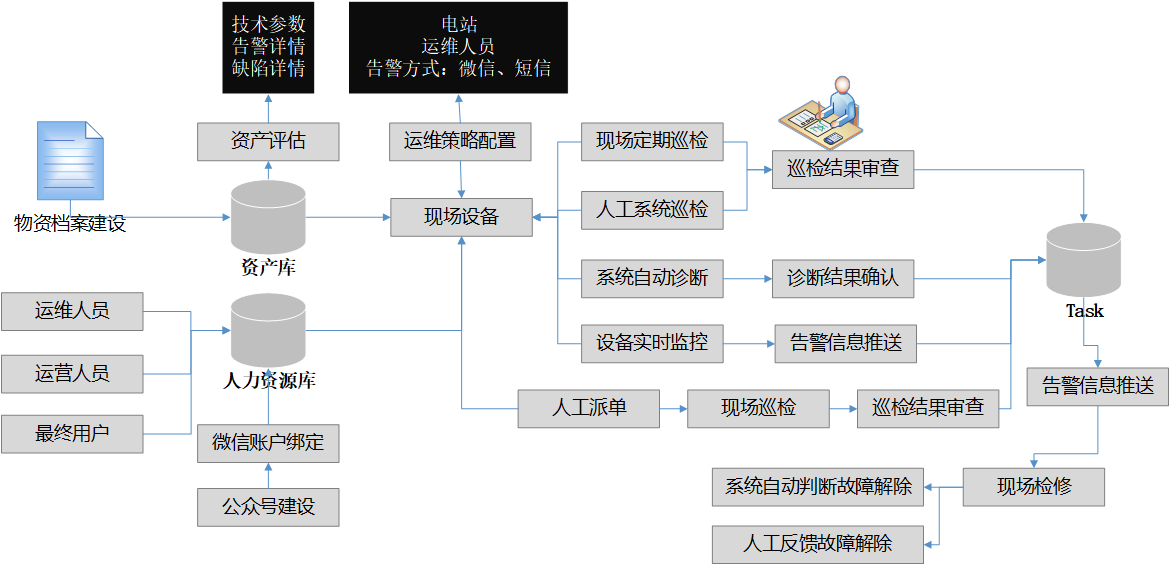 技术参数
告警详情
缺陷详情
电站
运维人员
告警方式：微信、短信
资产评估
运维策略配置
现场定期巡检
巡检结果审查
物资档案建设
现场设备
人工系统巡检
资产库
系统自动诊断
诊断结果确认
运维人员
Task
设备实时监控
告警信息推送
运营人员
人力资源库
告警信息推送
人工派单
现场巡检
巡检结果审查
最终用户
微信账户绑定
系统自动判断故障解除
现场检修
公众号建设
人工反馈故障解除